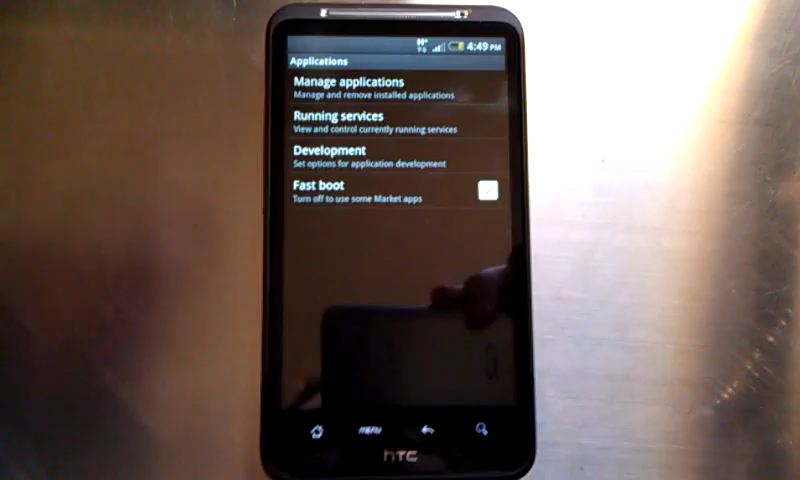 H+
4:49 PM
Applications
Manage applications
Manage and remove installed applications
Running services
View and control currently running services
Development
Set options for application development
Fast boot
Turn off to use some Market apps
MENU
hTC